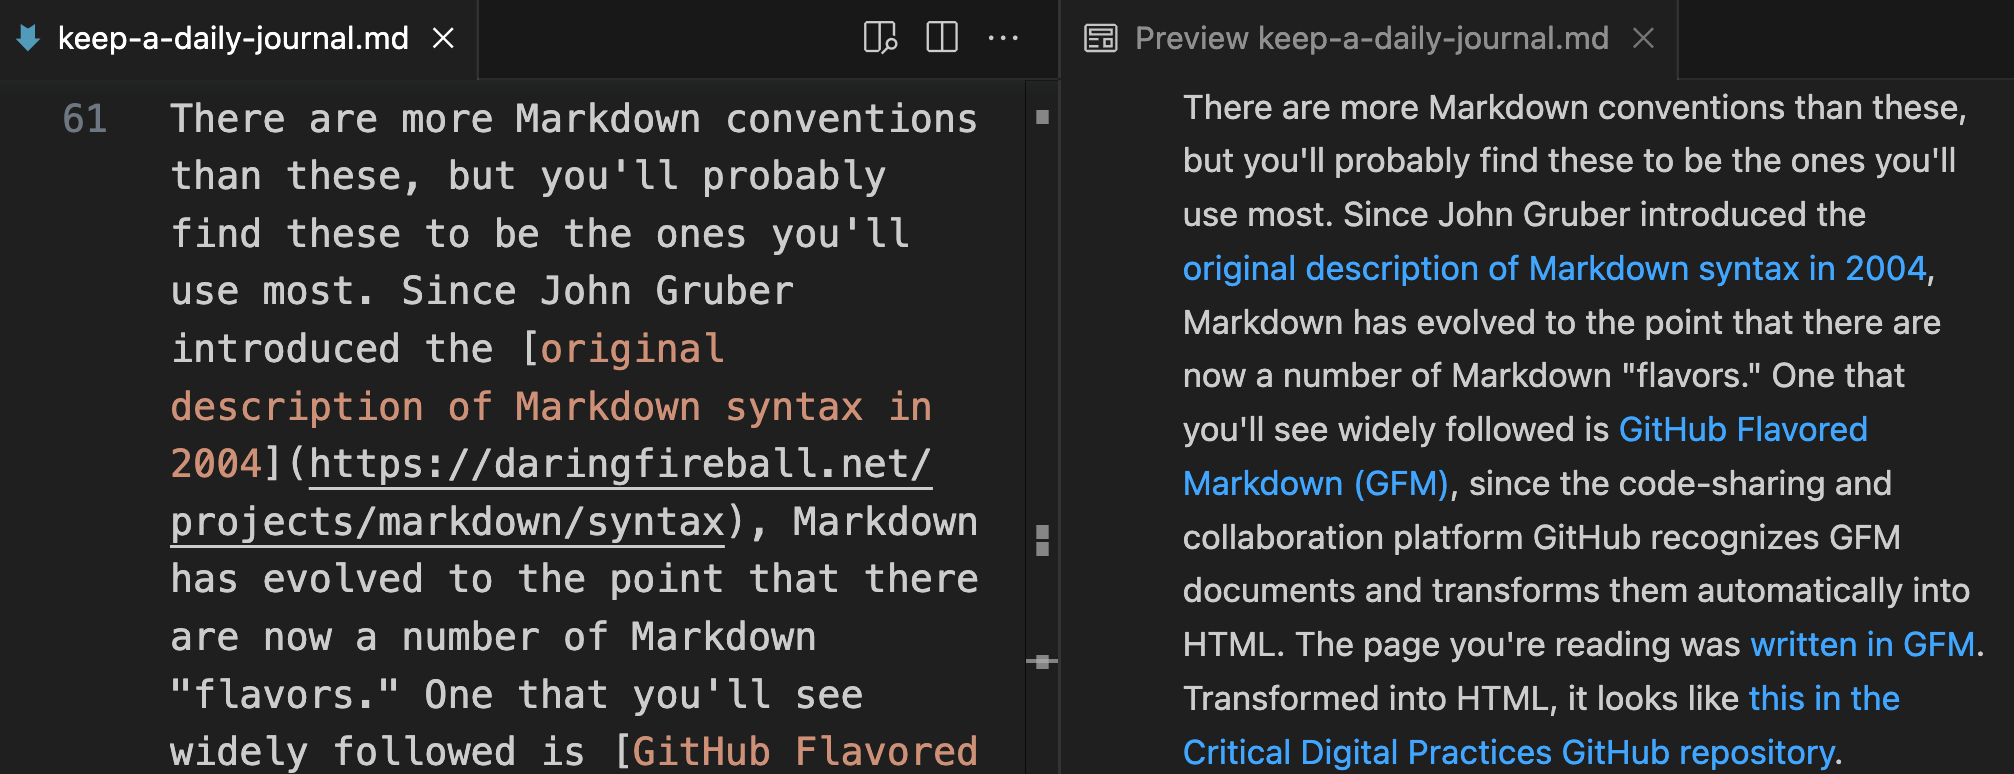 keep-a-daily-journal.md
61 There are more Markdown conventions
than these, but you'll probably
find these to be the ones you'll
use most. Since John Gruber
introduced the [original
description of Markdown syntax in
2004](https://daringfireball.net/
projects/markdown/syntax), Markdown
has evolved to the point that there
are now a number of Markdown
"flavors." One that you'll see
widely followed is [GitHub Flavored
Preview keep-a-daily-journal.md
There are more Markdown conventions than these,
but you'll probably find these to be the ones you'll
use most. Since John Gruber introduced the
original description of Markdown syntax in 2004,
Markdown has evolved to the point that there are
now a number of Markdown "flavors." One that
you'll see widely followed is GitHub Flavored
Markdown (GFM), since the code-sharing and
collaboration platform GitHub recognizes GFM
documents and transforms them automatically into
HTML. The page you're reading was written in GFM.
Transformed into HTML, it looks like this in the
Critical Digital Practices GitHub repository.